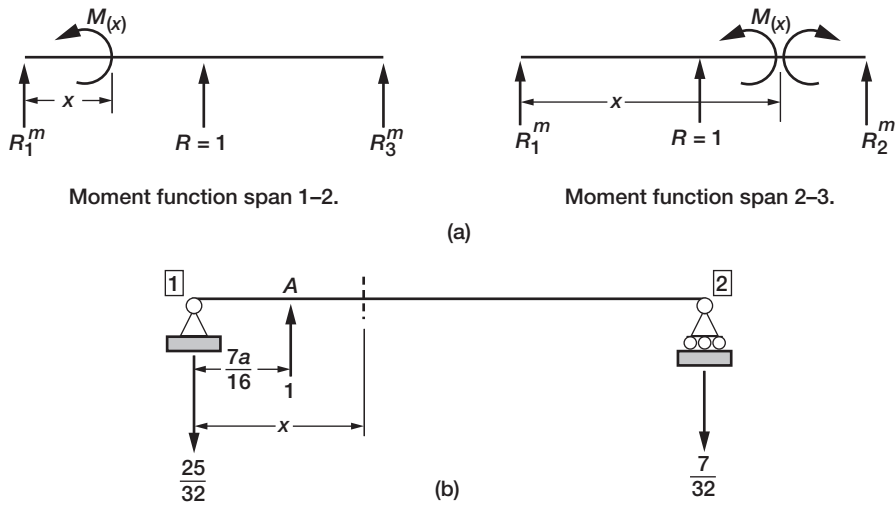 M(x)
M(x)
x
x
R₁ᵐ
R = 1
R₃ᵐ
R₁ᵐ
R = 1
R₂ᵐ
Moment function span 1–2.
Moment function span 2–3.
(a)
1
A
2
7a/16
1
x
25/32
7/32
(b)